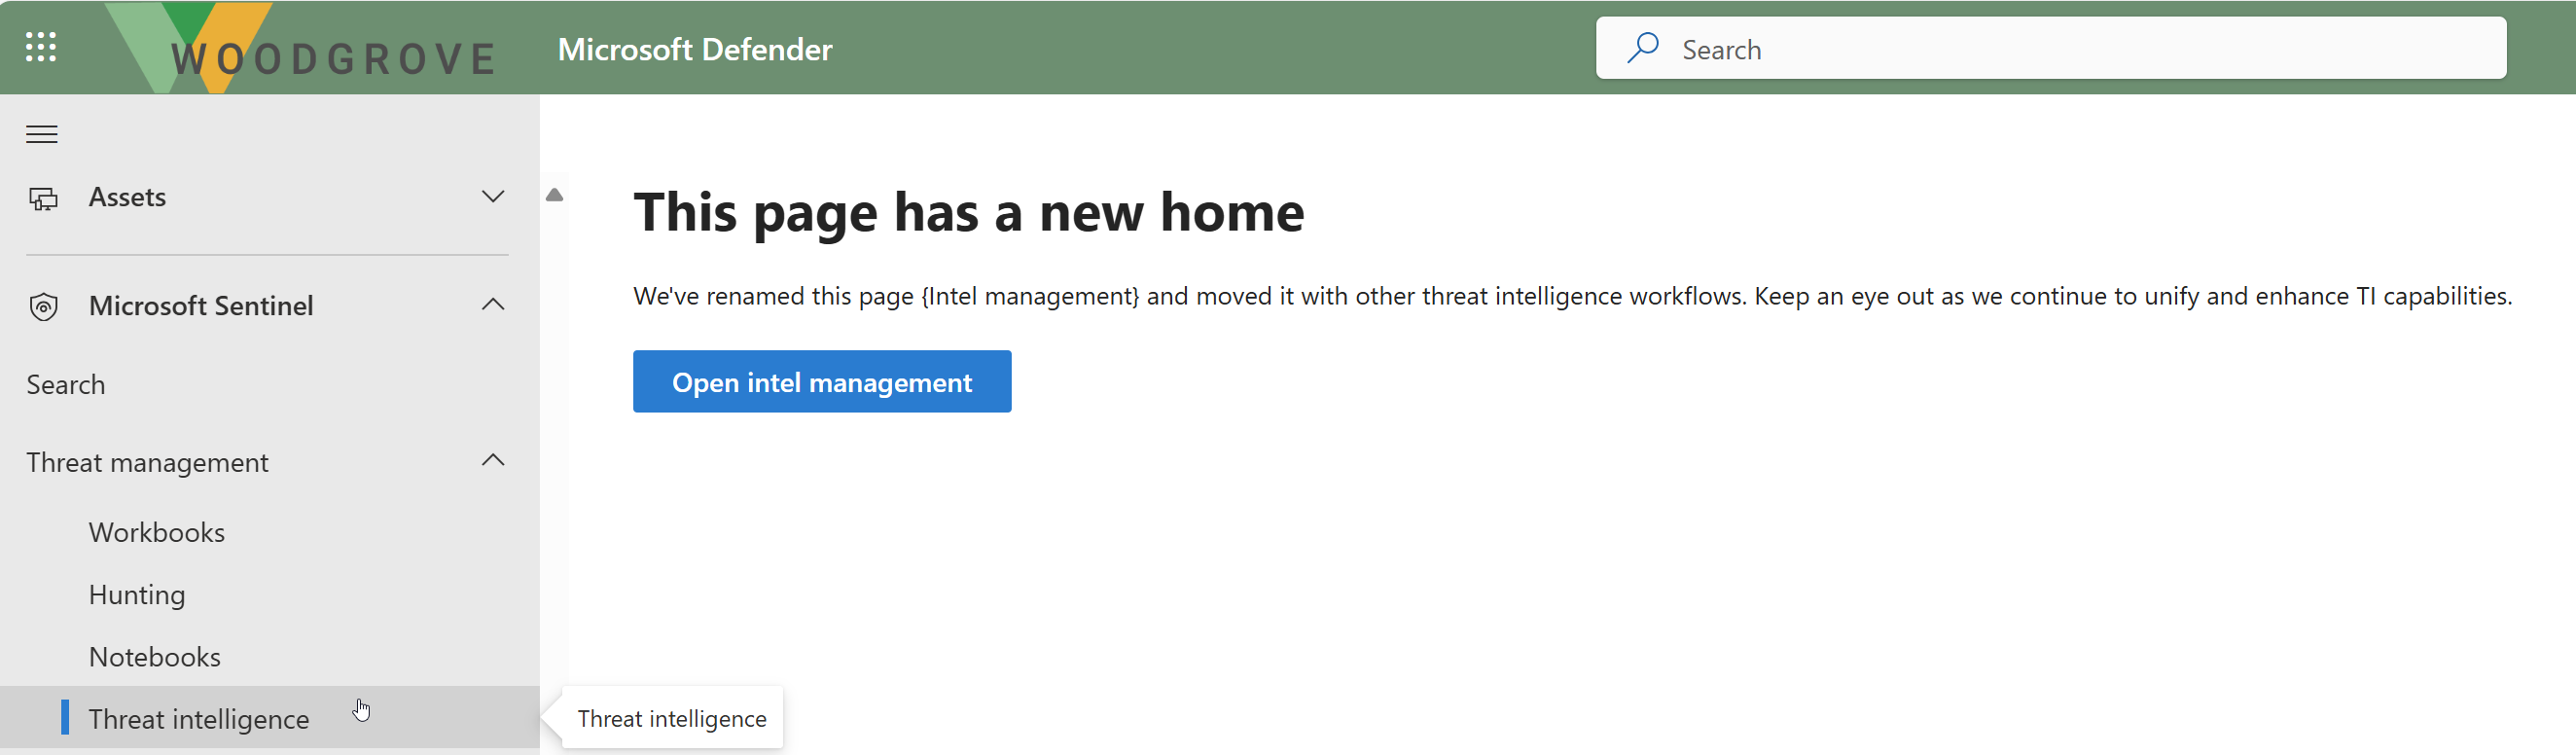 WOODGROVE
Microsoft Defender
Search
Assets
Microsoft Sentinel
Search
Threat management
Workbooks
Hunting
Notebooks
Threat intelligence
This page has a new home
We've renamed this page {Intel management} and moved it with other threat intelligence workflows. Keep an eye out as we continue to unify and enhance TI capabilities.
Open intel management
Threat intelligence